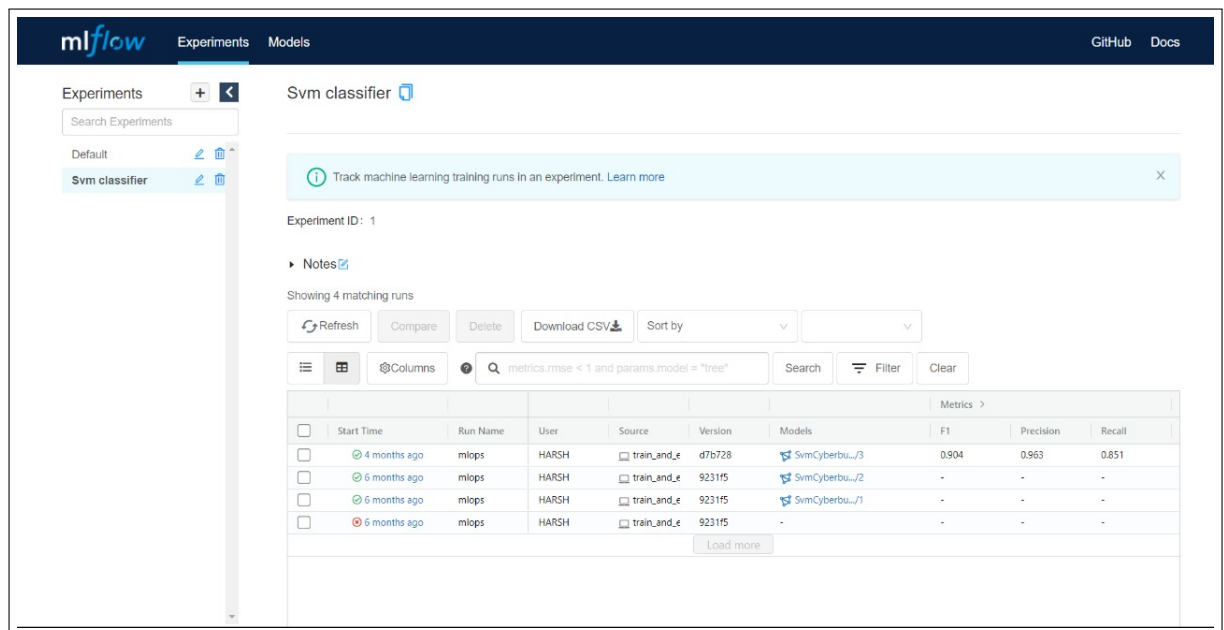 mlflow Experiments Models GitHub Docs
Experiments + Svm classifier
Search Experiments
Default
Svm classifier
Track machine learning training runs in an experiment. Learn more
Experiment ID: 1
Notes
Showing 4 matching runs
Refresh Compare Delete Download CSV Sort by
Columns ? metrics.rmse < 1 and params.model = "tree" Search Filter Clear
Metrics >
Start Time Run Name User Source Version Models F1 Precision Recall
4 months ago mlops HARSH train_and_e d7b728 SvmCyberbu.../3 0.904 0.963 0.851
6 months ago mlops HARSH train_and_e 9231f5 SvmCyberbu.../2 - - -
6 months ago mlops HARSH train_and_e 9231f5 SvmCyberbu.../1 - - -
6 months ago mlops HARSH train_and_e 9231f5 - - - -
Load more